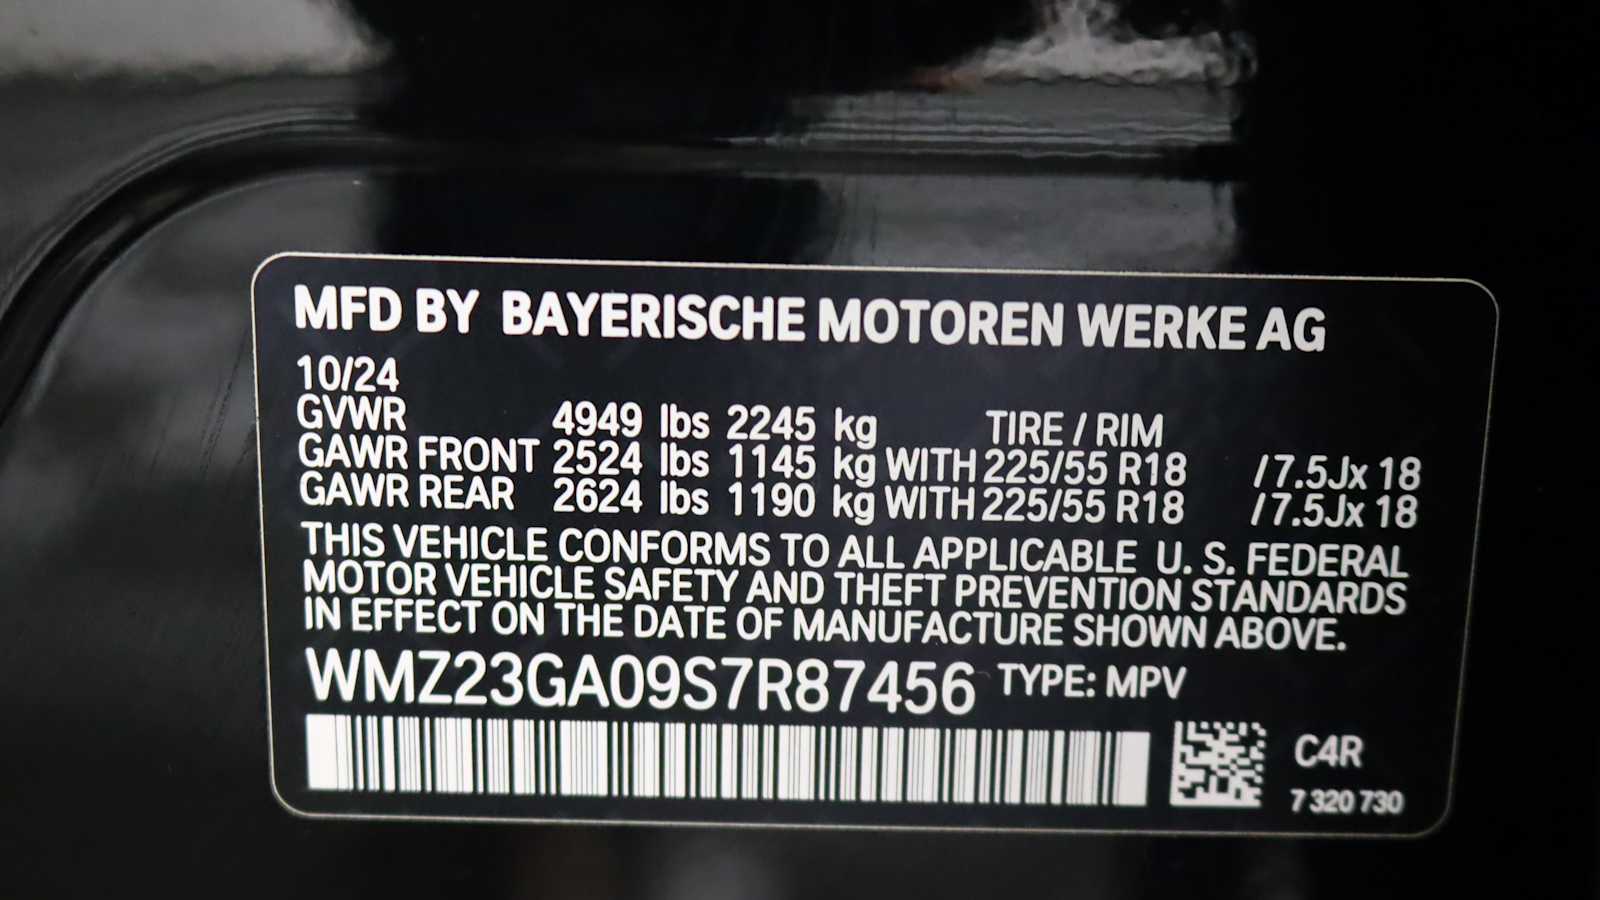 MFD BY BAYERISCHE MOTOREN WERKE AG
10/24
GVWR 4949 lbs 2245 kg TIRE / RIM
GAWR FRONT 2524 lbs 1145 kg WITH 225/55 R18 /7.5Jx 18
GAWR REAR 2624 lbs 1190 kg WITH 225/55 R18 /7.5Jx 18
THIS VEHICLE CONFORMS TO ALL APPLICABLE U. S. FEDERAL
MOTOR VEHICLE SAFETY AND THEFT PREVENTION STANDARDS
IN EFFECT ON THE DATE OF MANUFACTURE SHOWN ABOVE.
WMZ23GA09S7R87456 TYPE: MPV
C4R
7 320 730